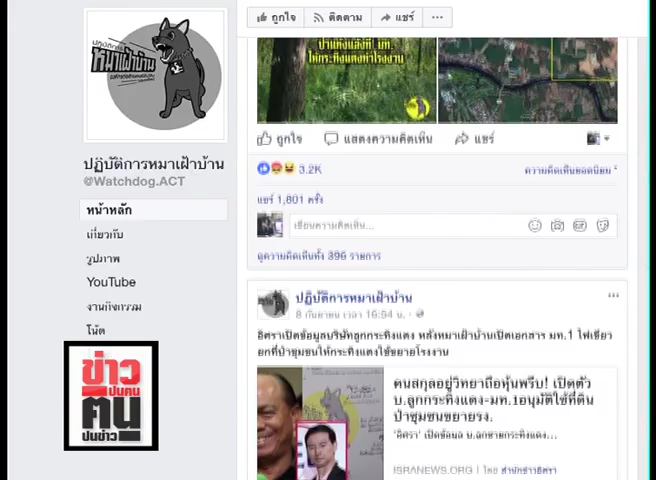 ถูกใจ
ติดตาม
แชร์
ปฏิบัติการ
หมาเฝ้าบ้าน
ป่าแห้งแล้งที่ มท.
ให้กระทิงแดงทำโรงงาน
ถูกใจ
แสดงความคิดเห็น
แชร์
3.2K
ความคิดเห็นยอดนิยม
แชร์ 1,801 ครั้ง
เขียนความคิดเห็น...
ดูความคิดเห็นทั้ง 396 รายการ
ปฏิบัติการหมาเฝ้าบ้าน
@Watchdog.ACT
หน้าหลัก
เกี่ยวกับ
รูปภาพ
YouTube
งานกิจกรรม
โน้ต
ข่าว
ปนคน
คน
ปนข่าว
ปฏิบัติการหมาเฝ้าบ้าน
8 กันยายน เวลา 16:94 น.
อิศราเปิดข้อมูลบริษัทลูกกระทิงแดง หลังหมาเฝ้าบ้านเปิดเอกสาร มท.1 ไฟเขียว
ยกที่ป่าชุมชนให้กระทิงแดงใช้ขยายโรงงาน
คนสกุลอยู่วิทยาถือหุ้นพรึบ! เปิดตัว
บ.ลูกกระทิงแดง-มท.1อนุมัติใช้ที่ดิน
ป่าชุมชนขยายรง.
'อิศรา' เปิดข้อมูล บ.ลูกข่ายกระทิงแดง...
ISRANEWS.ORG | โดย สำนักข่าวอิศรา